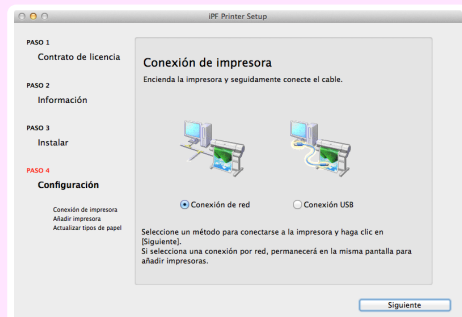 iPF Printer Setup
PASO 1
Contrato de licencia
PASO 2
Información
PASO 3
Instalar
PASO 4
Configuración
Conexión de impresora
Añadir impresora
Actualizar tipos de papel
Conexión de impresora
Encienda la impresora y seguidamente conecte el cable.
Conexión de red
Conexión USB
Seleccione un método para conectarse a la impresora y haga clic en
[Siguiente].
Si selecciona una conexión por red, permanecerá en la misma pantalla para
añadir impresoras.
Siguiente